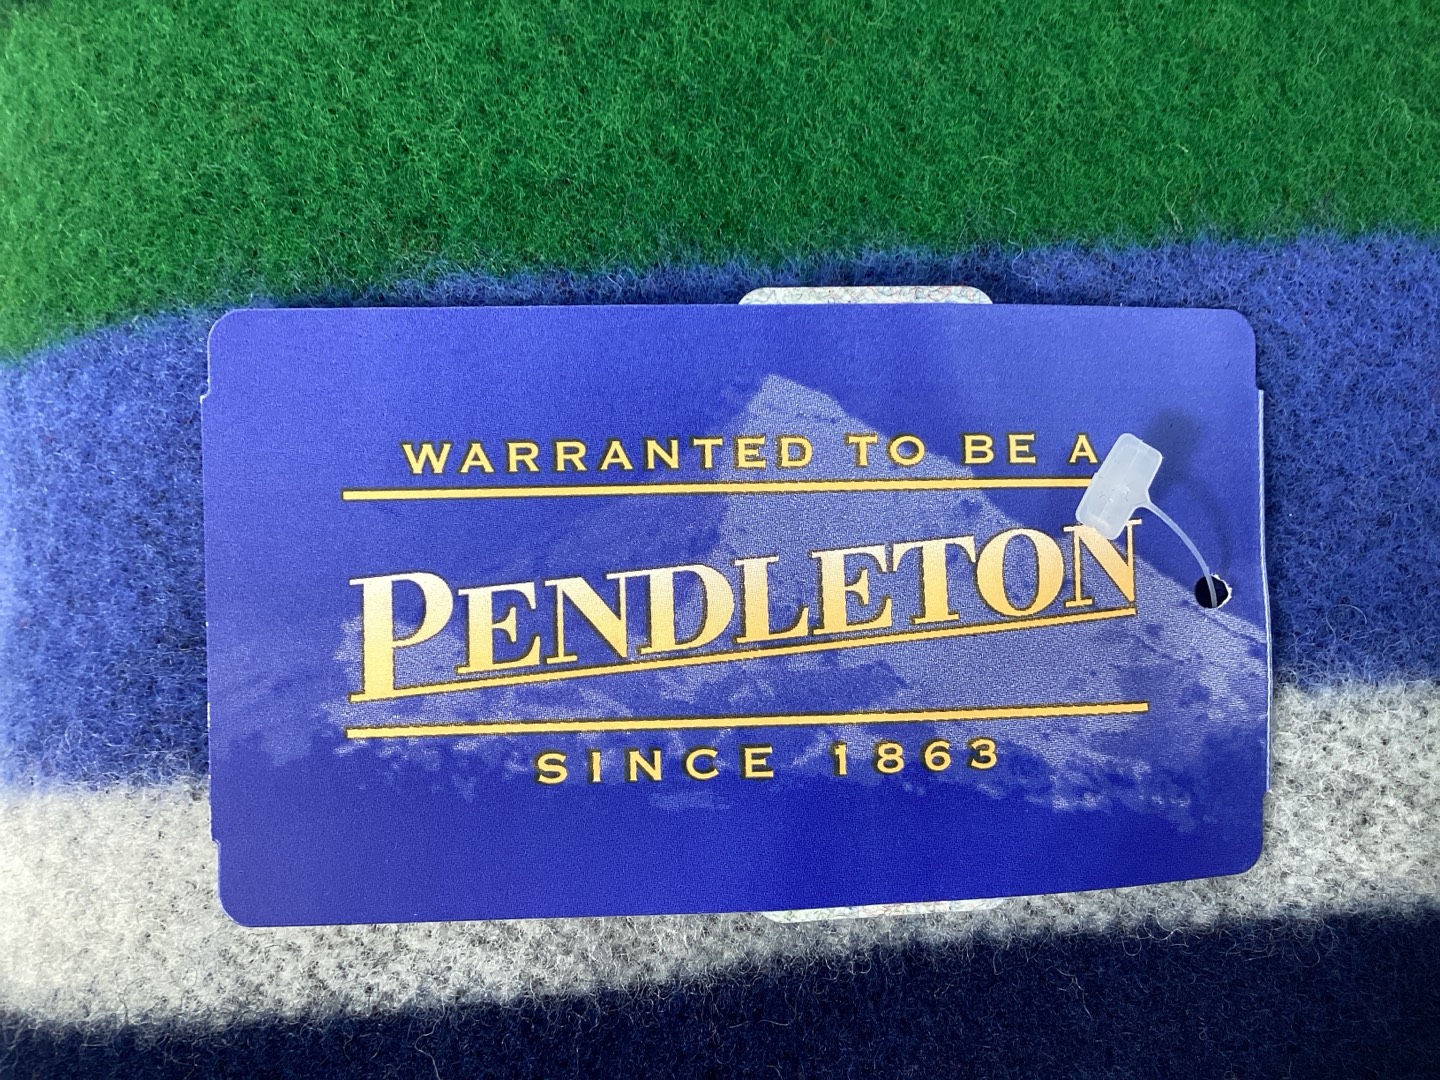 WARRANTED TO BE A
PENDLETON
SINCE 1863